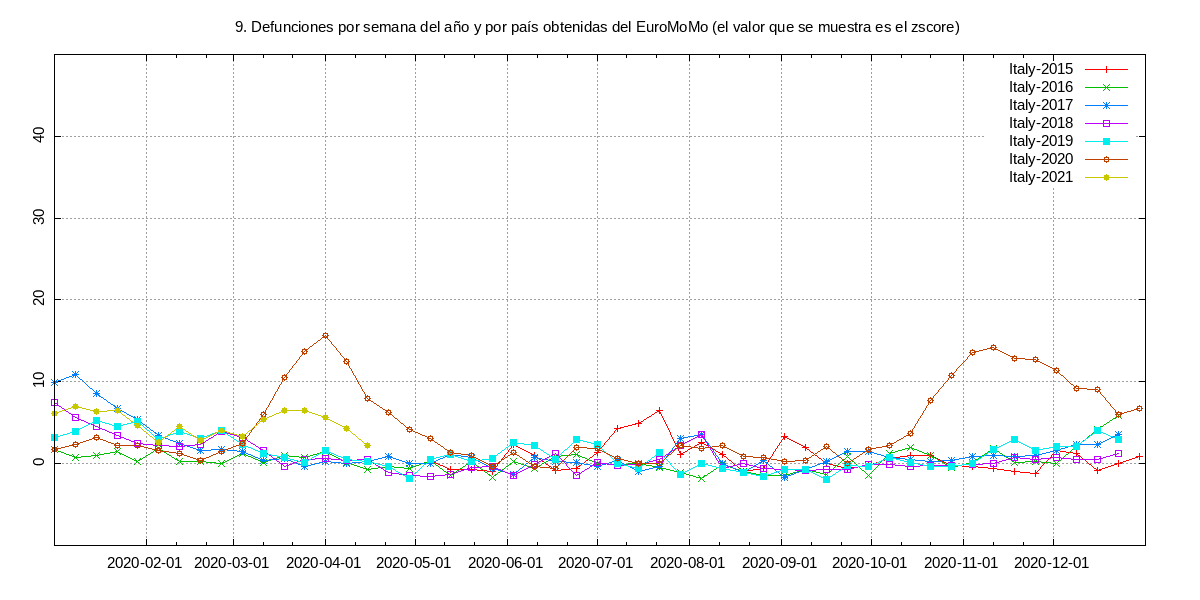 9. Defunciones por semana del año y por país obtenidas del EuroMoMo (el valor que se muestra es el zscore)
Italy-2015
Italy-2016
Italy-2017
Italy-2018
Italy-2019
Italy-2020
Italy-2021
40
30
20
10
0
2020-02-01 2020-03-01 2020-04-01 2020-05-01 2020-06-01 2020-07-01 2020-08-01 2020-09-01 2020-10-01 2020-11-01 2020-12-01